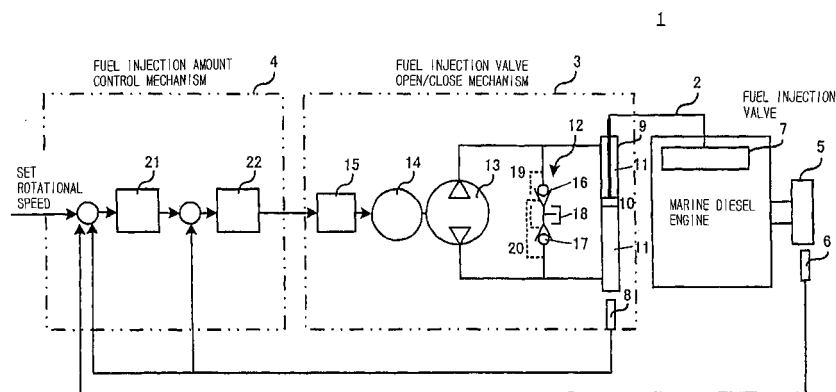 1
FUEL INJECTION AMOUNT
CONTROL MECHANISM
4
FUEL INJECTION VALVE
OPEN/CLOSE MECHANISM
3
2
FUEL INJECTION
VALVE
SET
ROTATIONAL
SPEED
21
22
15
14
13
12
9
11
16
19
18
10
17
20
11
8
7
MARINE DIESEL
ENGINE
5
6